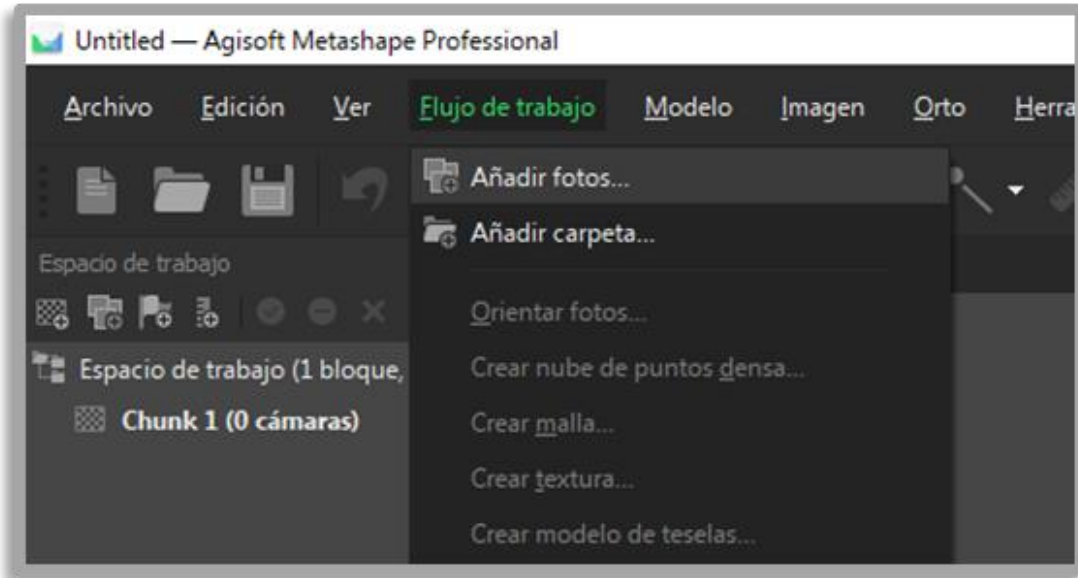 Untitled — Agisoft Metashape Professional
Archivo Edición Ver Flujo de trabajo Modelo Imagen Orto
Añadir fotos...
Añadir carpeta...
Espacio de trabajo
Orientar fotos...
Espacio de trabajo (1 bloque,
Crear nube de puntos densa...
Chunk 1 (0 cámaras)
Crear malla...
Crear textura...
Crear modelo de teselas...